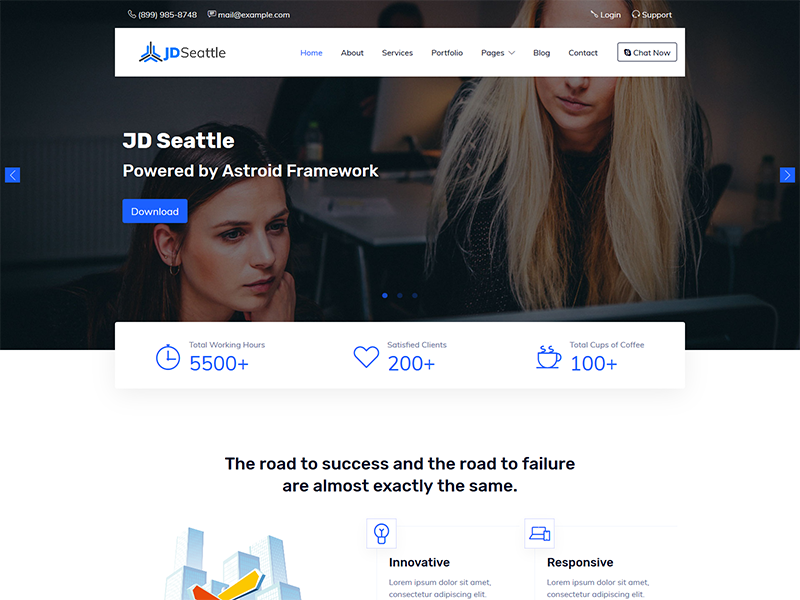 (899) 985-8748 mail@example.com Login Support
JDSeattle Home About Services Portfolio Pages Blog Contact Chat Now
JD Seattle
Powered by Astroid Framework
Download
Total Working Hours
5500+
Satisfied Clients
200+
Total Cups of Coffee
100+
The road to success and the road to failure
are almost exactly the same.
Innovative
Lorem ipsum dolor sit amet,
consectetur adipiscing elit.
Responsive
Lorem ipsum dolor sit amet,
consectetur adipiscing elit.